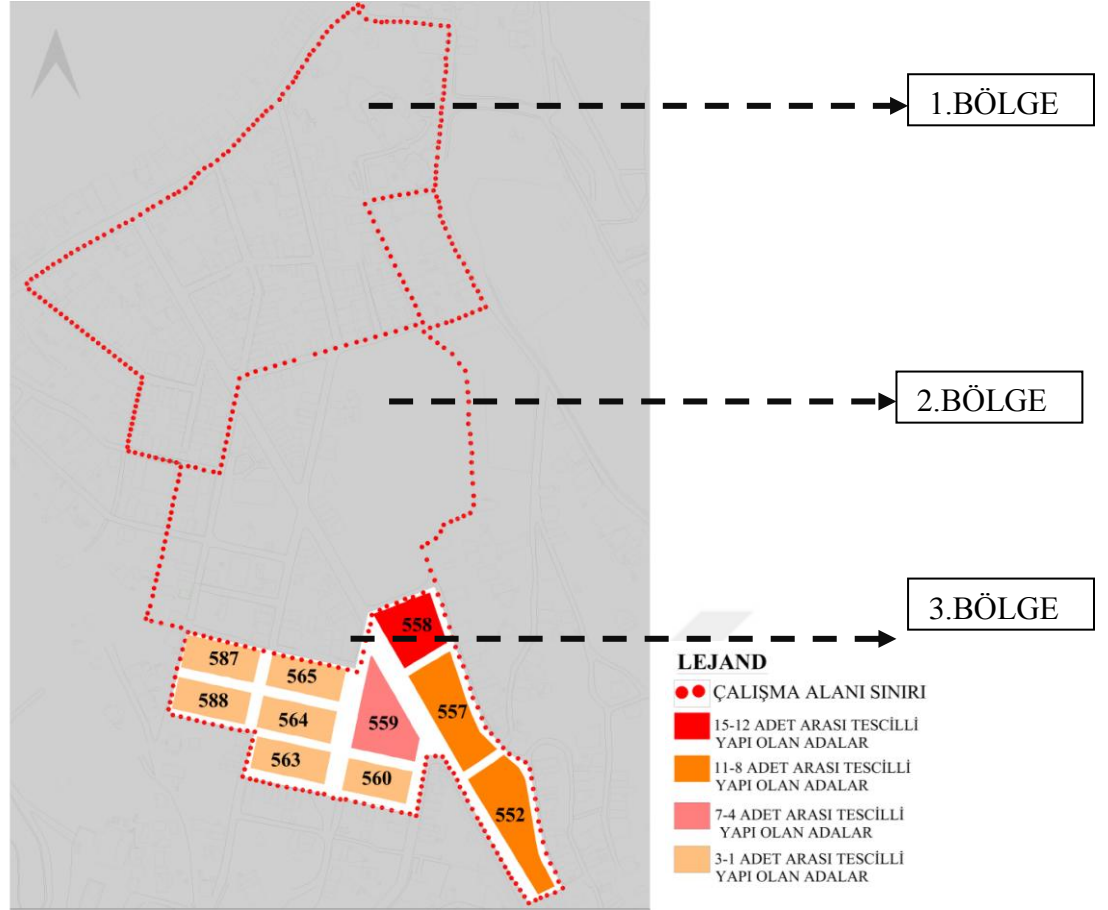 1.BÖLGE
2.BÖLGE
3.BÖLGE
558
587
565
588
564
559
557
563
560
552
LEJAND
ÇALIŞMA ALANI SINIRI
15-12 ADET ARASI TESCİLLİ
YAPI OLAN ADALAR
11-8 ADET ARASI TESCİLLİ
YAPI OLAN ADALAR
7-4 ADET ARASI TESCİLLİ
YAPI OLAN ADALAR
3-1 ADET ARASI TESCİLLİ
YAPI OLAN ADALAR